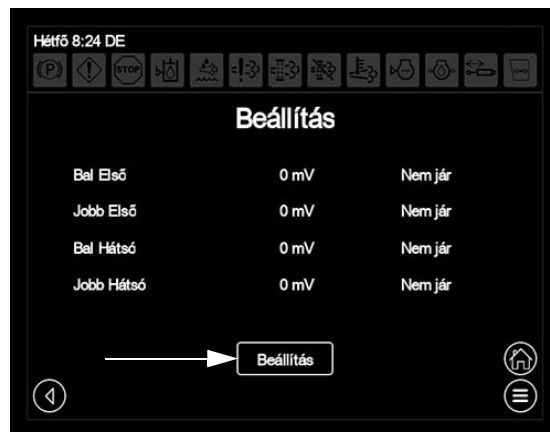 Hétfő 8:24 DE
STOP
Beállítás
Bal Első 0 mV Nem jár
Jobb Első 0 mV Nem jár
Bal Hátsó 0 mV Nem jár
Jobb Hátsó 0 mV Nem jár
Beállítás